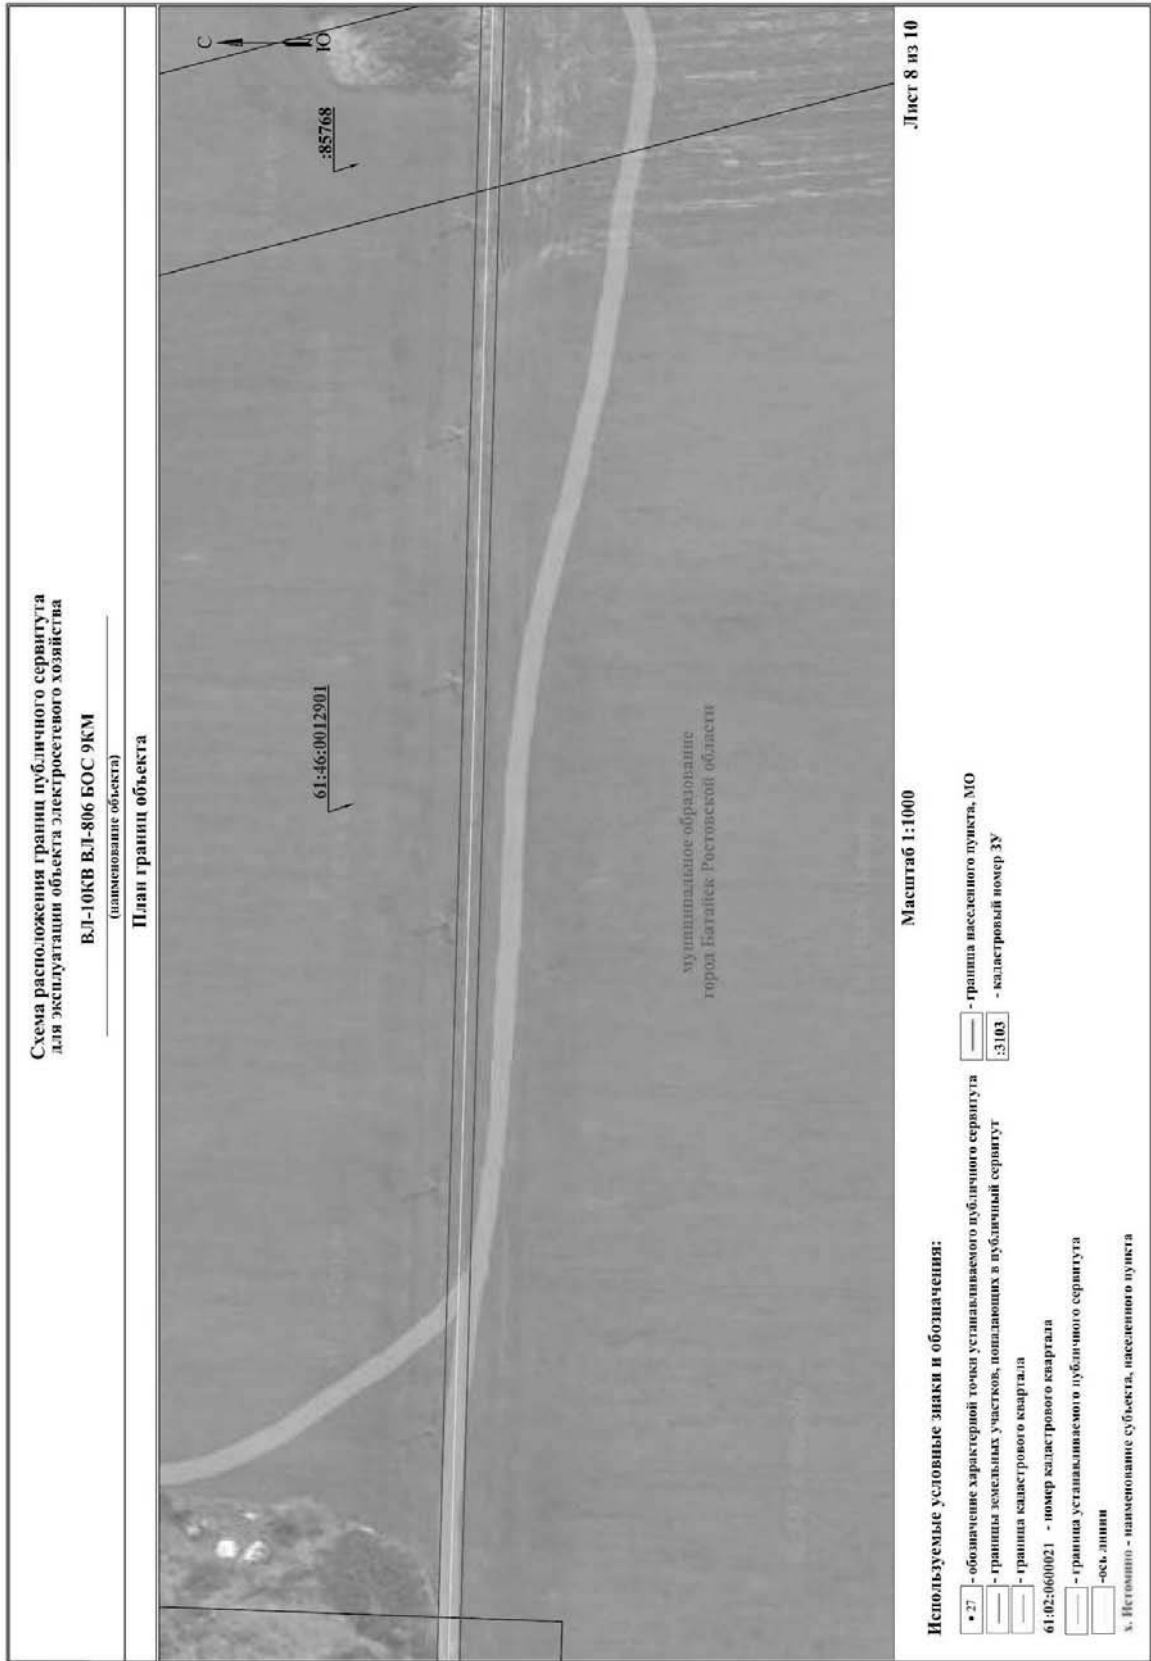 Схема расположения границ публичного сервитута
для эксплуатации объекта электросетевого хозяйства
ВЛ-10КВ ВЛ-806 БОС 9КМ
(наименование объекта)
План границ объекта
С
Ю
:85768
61:46:0012901
муниципальное образование
город Батайск Ростовской области
Масштаб 1:1000
Лист 8 из 10
Используемые условные знаки и обозначения:
• 27 - обозначение характерной точки устанавливаемого публичного сервитута
- границы земельных участков, попадающих в публичный сервитут
- граница кадастрового квартала
61:02:0600021 - номер кадастрового квартала
- граница устанавливаемого публичного сервитута
-ось линии
х. Истомино - наименование субъекта, населенного пункта
- граница населенного пункта, МО
:3103 - кадастровый номер ЗУ